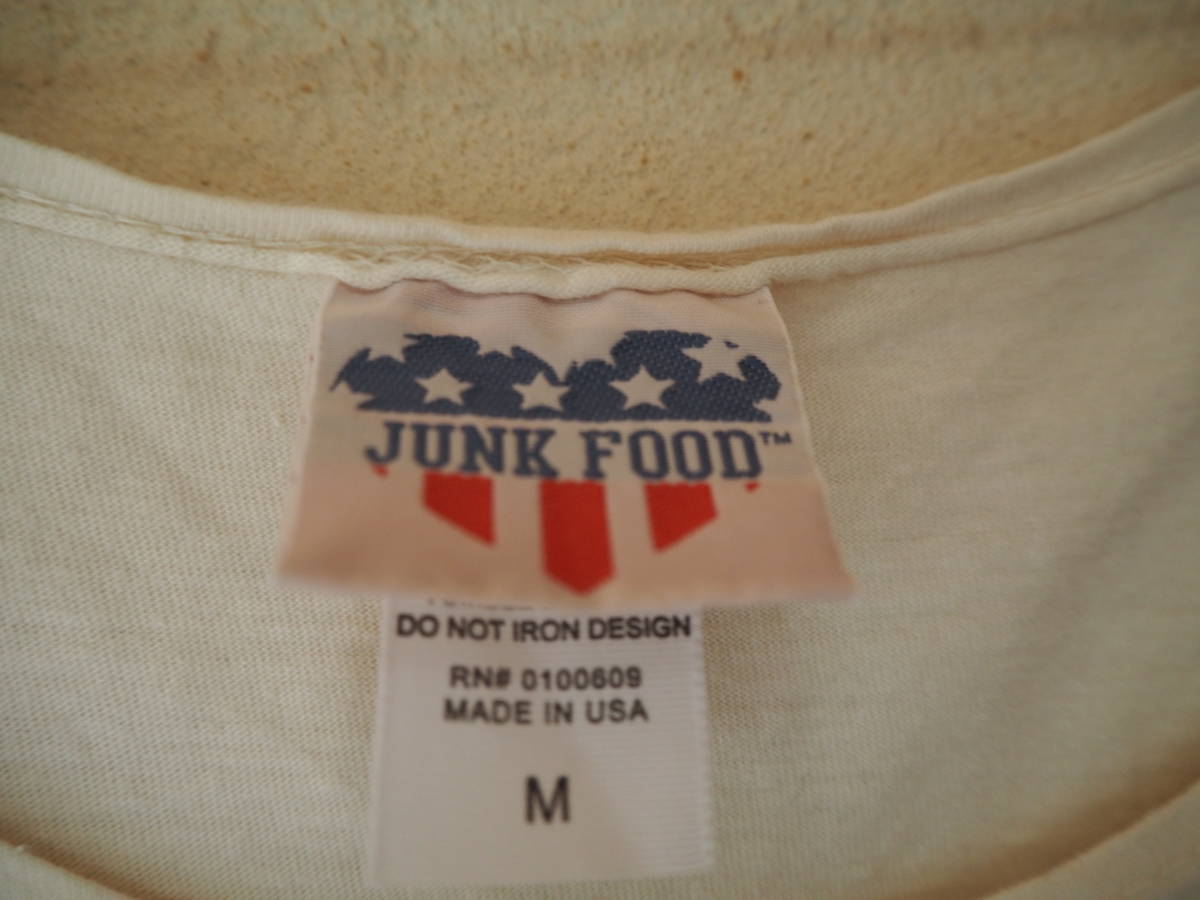 JUNK FOOD™
DO NOT IRON DESIGN
RN# 0100609
MADE IN USA
M